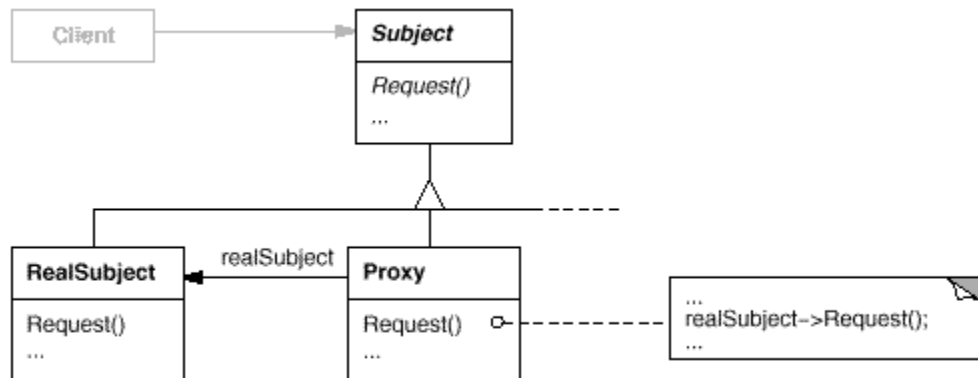 Client
Subject
Request()
...
realSubject
RealSubject
Request()
...
Proxy
Request()
...
...
realSubject->Request();
...